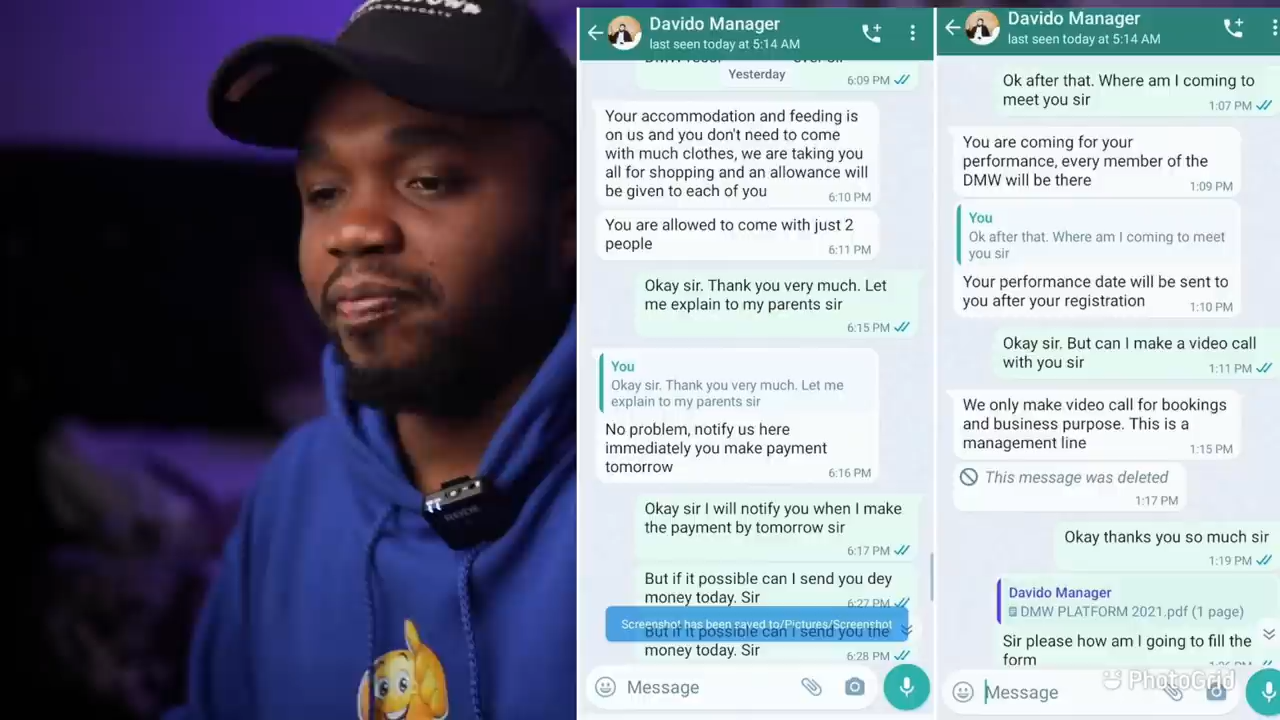 Davido Manager
last seen today at 5:14 AM
Yesterday
6:09 PM
Your accommodation and feeding is
on us and you don't need to come
with much clothes, we are taking you
all for shopping and an allowance will
be given to each of you
6:10 PM
You are allowed to come with just 2
people
6:11 PM
Okay sir. Thank you very much. Let
me explain to my parents sir
6:15 PM
You
Okay sir. Thank you very much. Let me
explain to my parents sir
No problem, notify us here
immediately you make payment
tomorrow
6:16 PM
Okay sir I will notify you when I make
the payment by tomorrow sir
6:17 PM
But if it possible can I send you dey
money today. Sir
6:27 PM
Screenshot has been saved to/Pictures/Screenshot
But if it possible can I send you the
money today. Sir
6:28 PM
Message
Davido Manager
last seen today at 5:14 AM
Ok after that. Where am I coming to
meet you sir
1:07 PM
You are coming for your
performance, every member of the
DMW will be there
1:09 PM
You
Ok after that. Where am I coming to meet
you sir
Your performance date will be sent to
you after your registration
1:10 PM
Okay sir. But can I make a video call
with you sir
1:11 PM
We only make video call for bookings
and business purpose. This is a
management line
1:15 PM
This message was deleted
1:17 PM
Okay thanks you so much sir
1:19 PM
Davido Manager
DMW PLATFORM 2021.pdf (1 page)
Sir please how am I going to fill the
form
Message
PhotoGrid
RODE